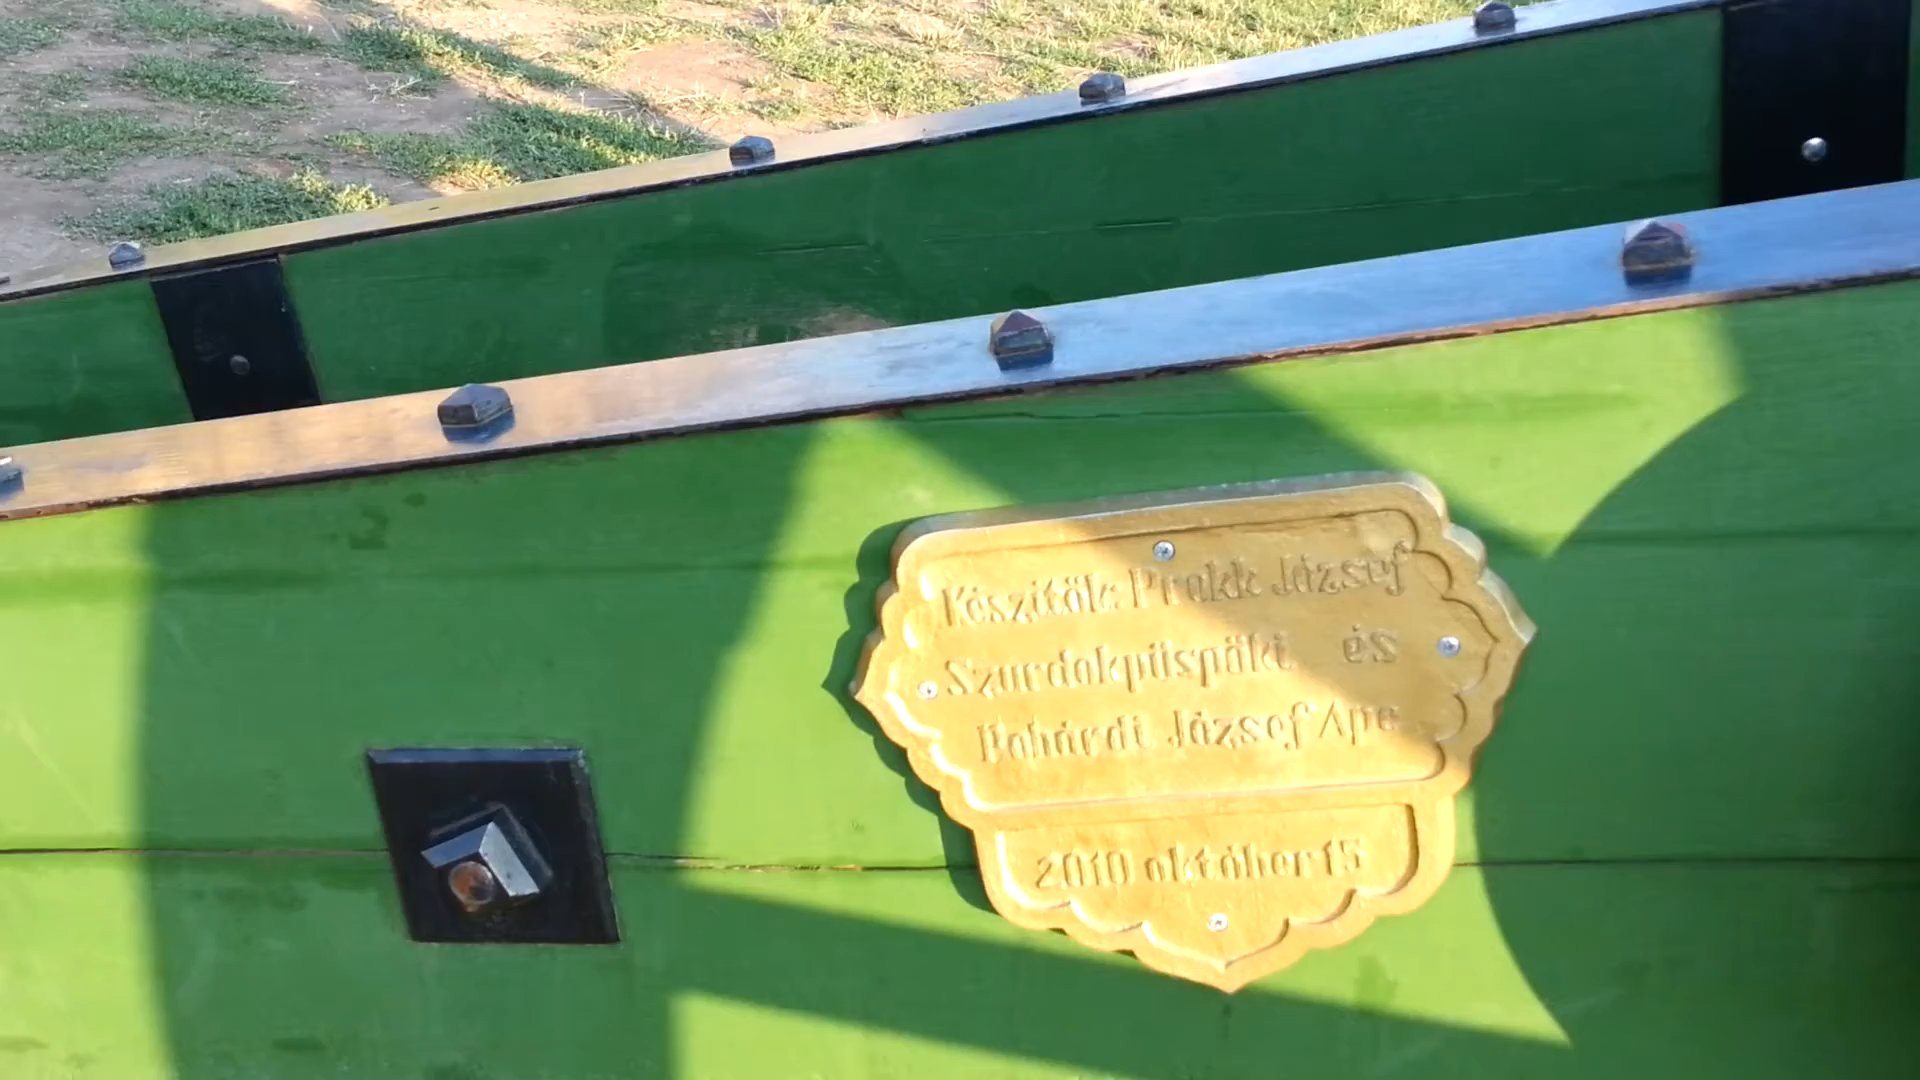 Készítők Prakk József
Szurdokpüspöki és
Pohárdi József Apc
2010 október 15